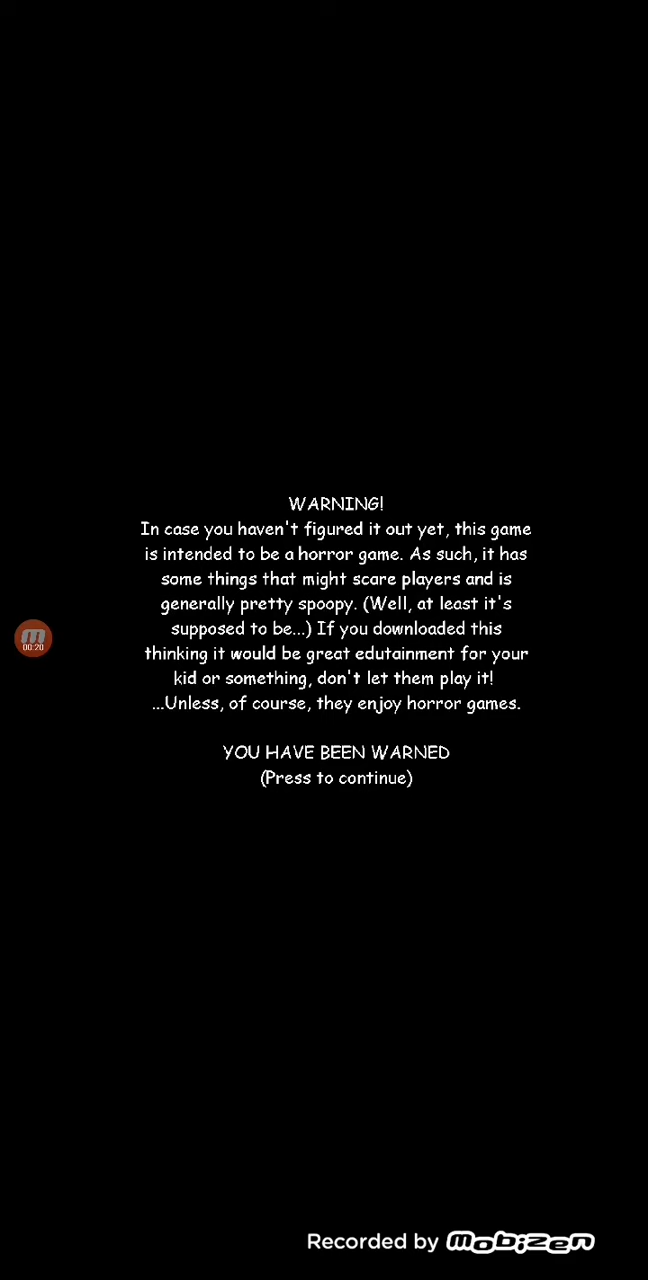 WARNING!
In case you haven't figured it out yet, this game
is intended to be a horror game. As such, it has
some things that might scare players and is
generally pretty spoopy. (Well, at least it's
supposed to be...) If you downloaded this
thinking it would be great edutainment for your
kid or something, don't let them play it!
...Unless, of course, they enjoy horror games.
YOU HAVE BEEN WARNED
(Press to continue)
m
00:20
Recorded by mobizen